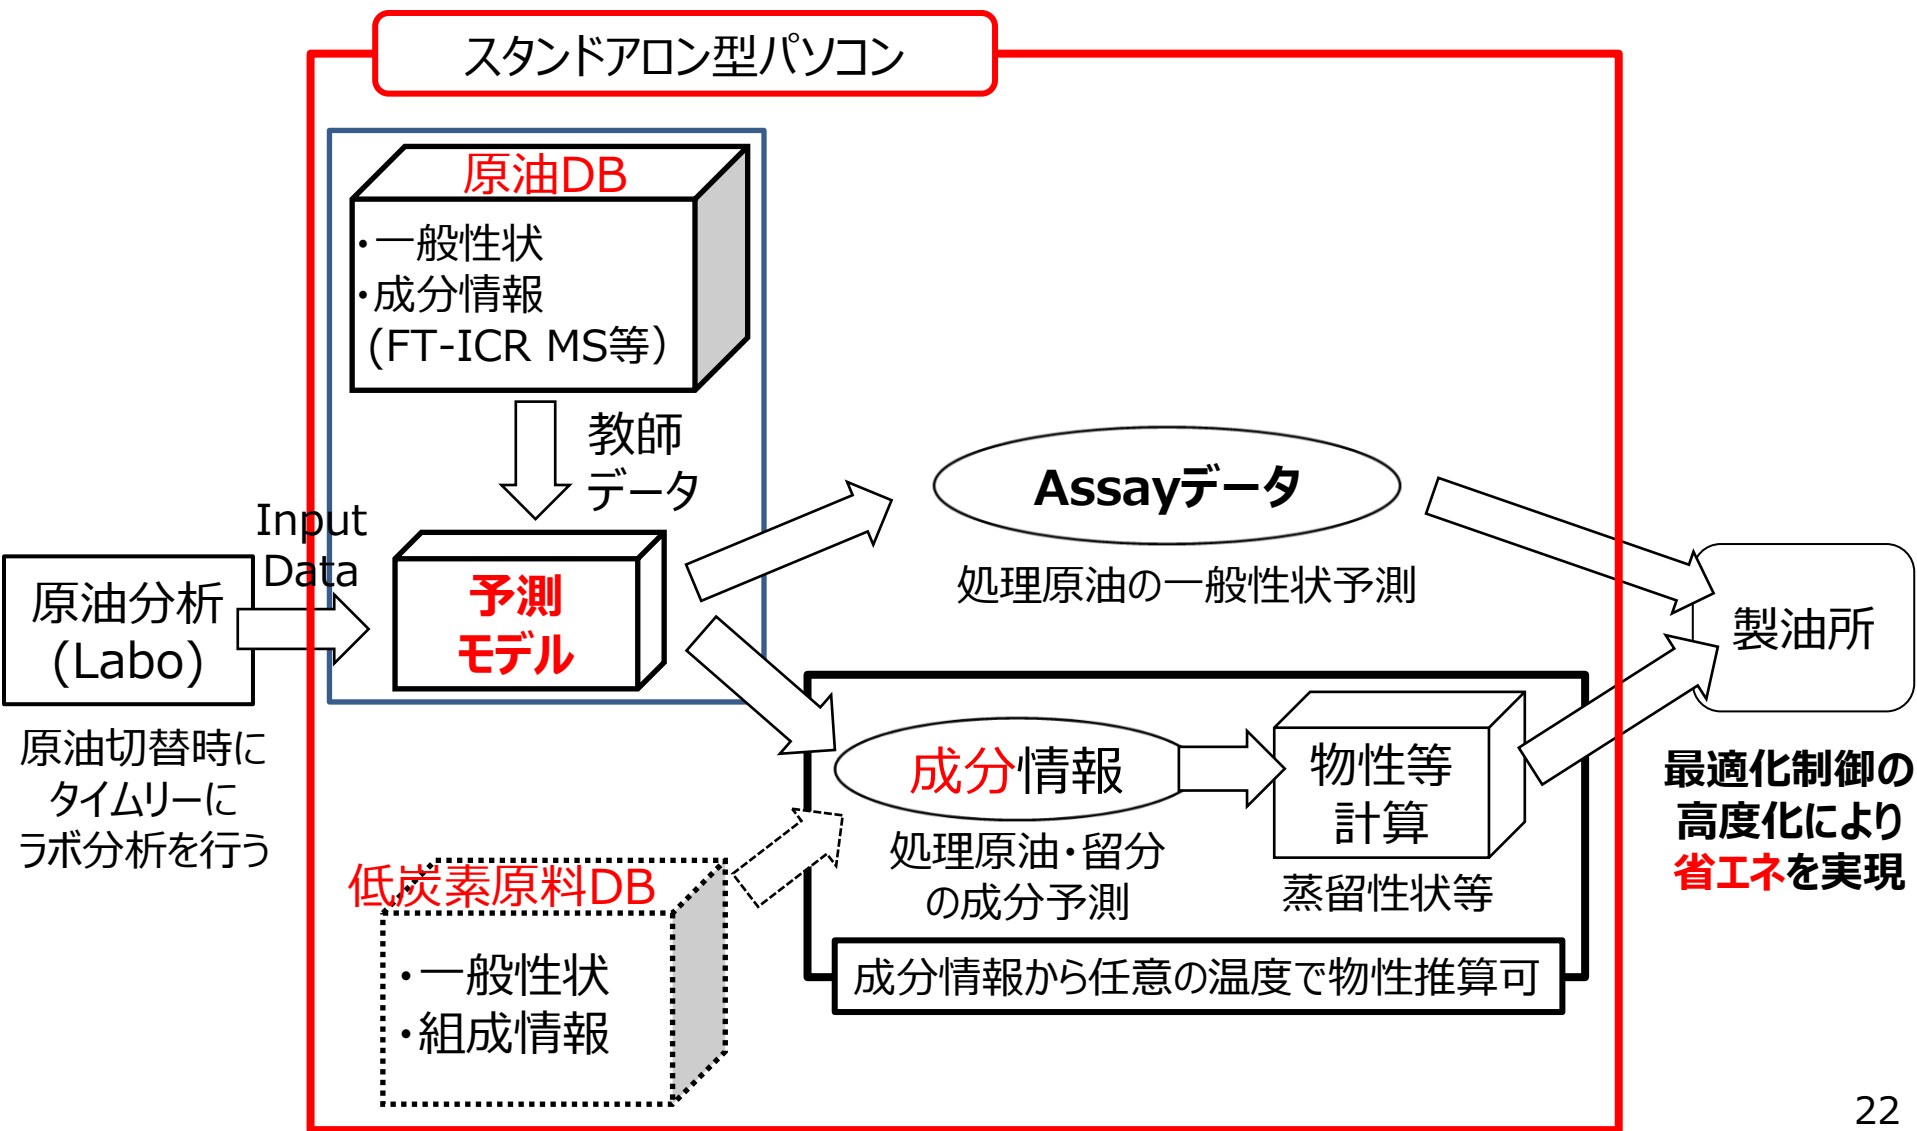 スタンドアロン型パソコン
原油DB
・一般性状
・成分情報
(FT-ICR MS等）
教師
データ
Input
Data
原油分析
(Labo)
原油切替時に
タイムリーに
ラボ分析を行う
予測
モデル
Assayデータ
処理原油の一般性状予測
成分情報
処理原油・留分
の成分予測
物性等
計算
蒸留性状等
成分情報から任意の温度で物性推算可
低炭素原料DB
・一般性状
・組成情報
製油所
最適化制御の
高度化により
省エネを実現
22